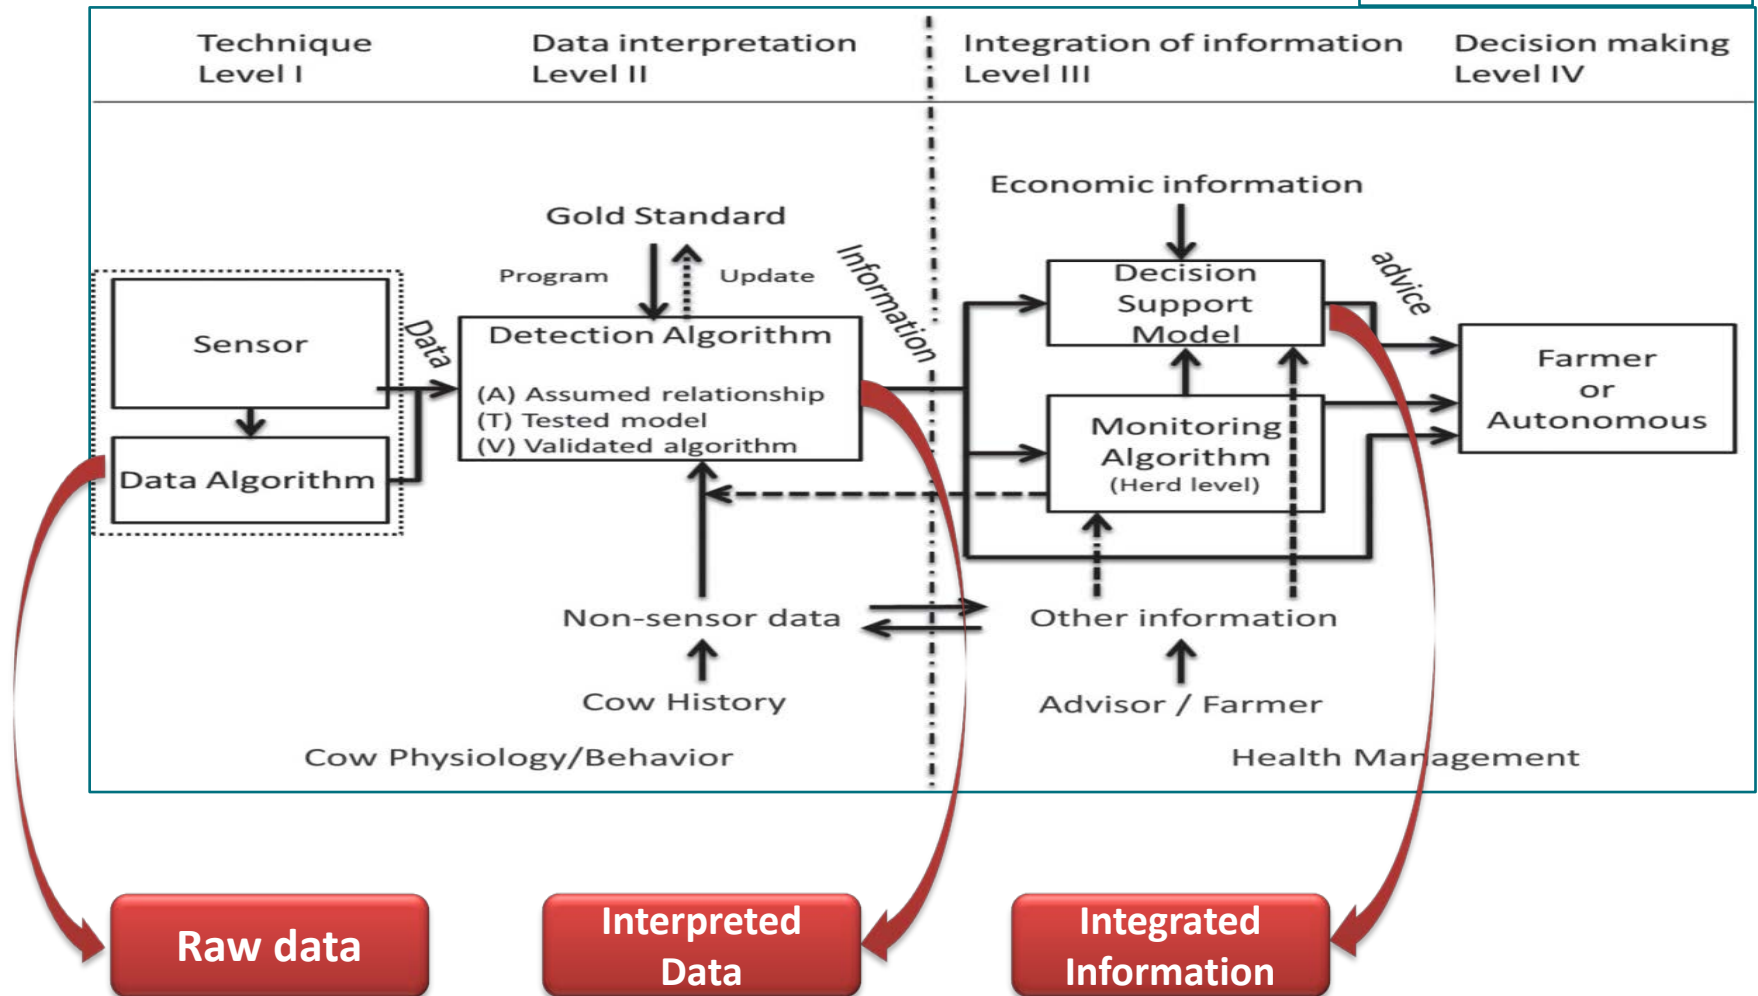 Technique
Level I
Data interpretation
Level II
Integration of information
Level III
Decision making
Level IV
Economic information
Gold Standard
Program
Update
Information
advice
Sensor
Data
Detection Algorithm
(A) Assumed relationship
(T) Tested model
(V) Validated algorithm
Decision
Support
Model
Farmer
or
Autonomous
Data Algorithm
Monitoring
Algorithm
(Herd level)
Non-sensor data
Other information
Cow History
Advisor / Farmer
Cow Physiology/Behavior
Health Management
Raw data
Interpreted
Data
Integrated
Information